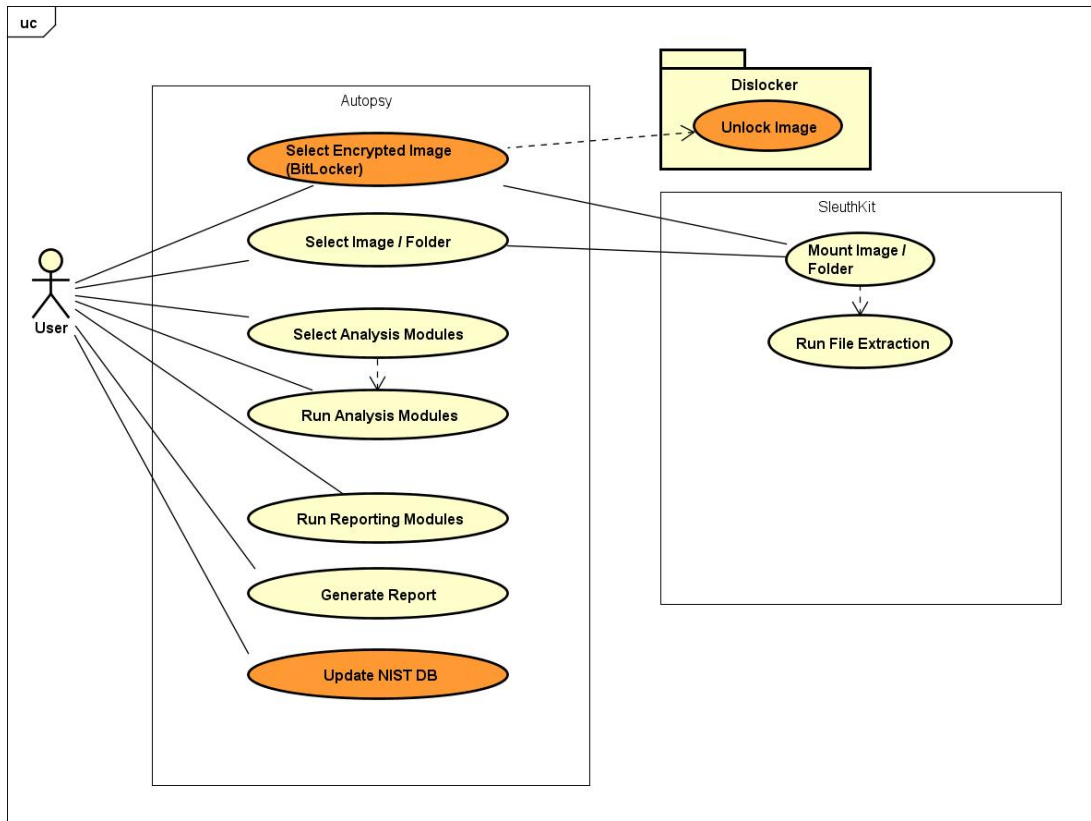 uc
Autopsy
Select Encrypted Image
(BitLocker)
Select Image / Folder
Select Analysis Modules
Run Analysis Modules
Run Reporting Modules
Generate Report
Update NIST DB
User
Dislocker
Unlock Image
SleuthKit
Mount Image /
Folder
Run File Extraction